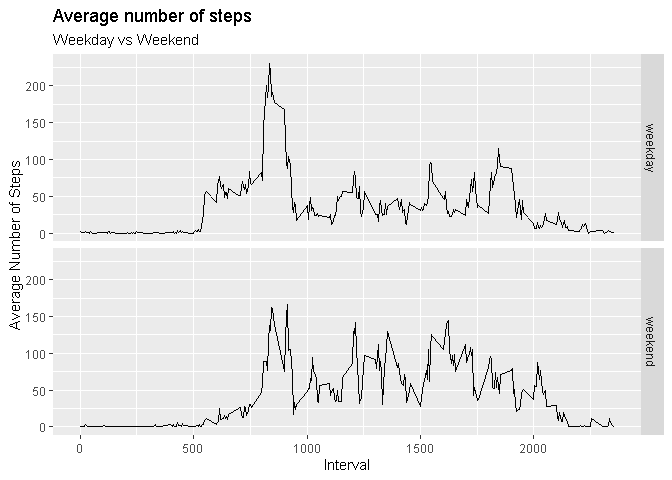 Average number of steps
Weekday vs Weekend
Average Number of Steps
200
150
100
50
0
weekday
200
150
100
50
0
weekend
0
500
1000
1500
2000
Interval